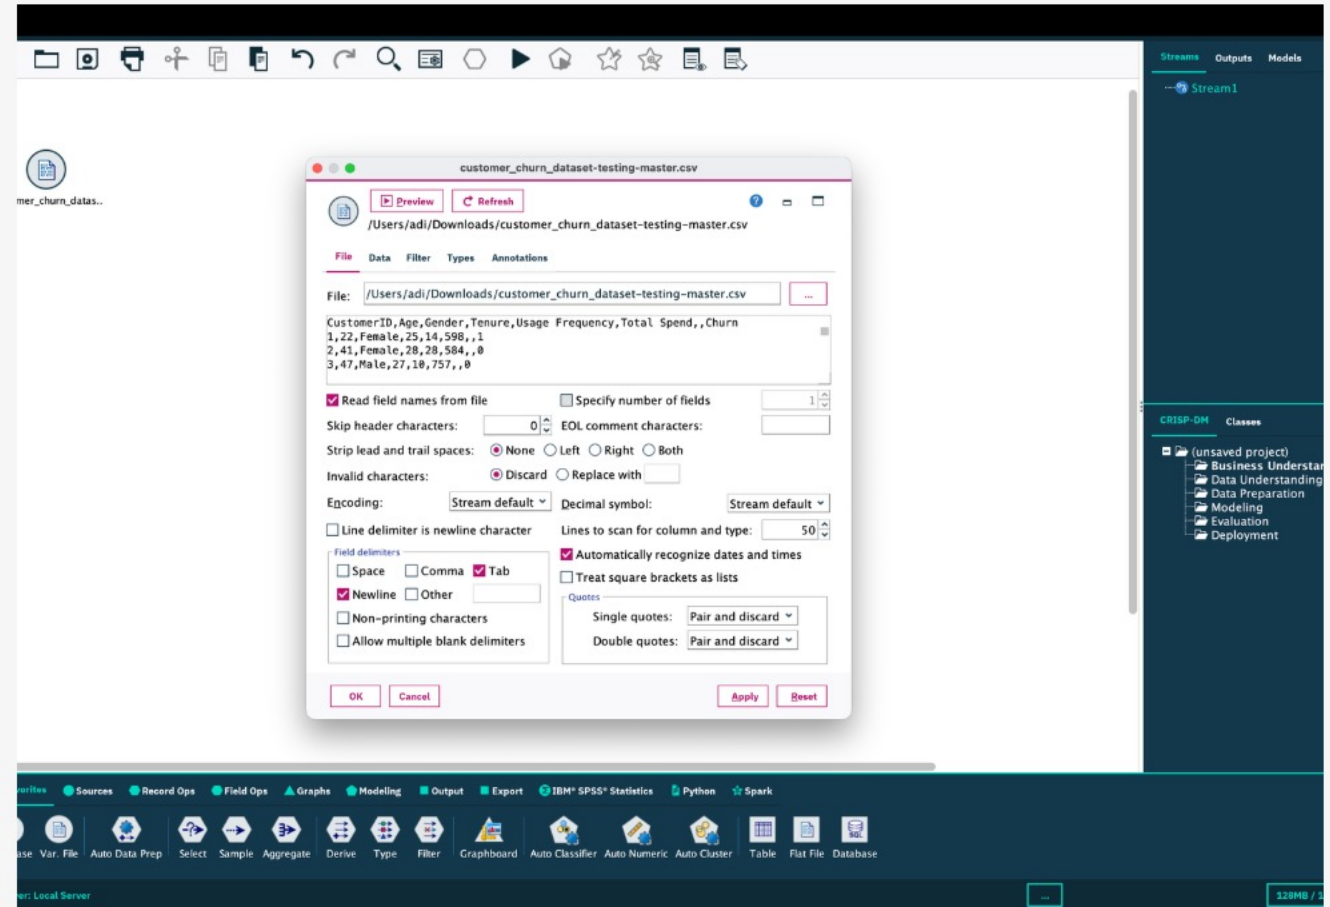 Streams Outputs Models
Stream1
mer_churn_datas..
customer_churn_dataset-testing-master.csv
Preview Refresh
?
/Users/adi/Downloads/customer_churn_dataset-testing-master.csv
File Data Filter Types Annotations
File: /Users/adi/Downloads/customer_churn_dataset-testing-master.csv ...
CustomerID,Age,Gender,Tenure,Usage Frequency,Total Spend,,Churn
1,22,Female,25,14,598,,1
2,41,Female,28,28,584,,0
3,47,Male,27,10,757,,0
Read field names from file Specify number of fields 1
Skip header characters: 0 EOL comment characters:
Strip lead and trail spaces: None Left Right Both
Invalid characters: Discard Replace with
Encoding: Stream default Decimal symbol: Stream default
Line delimiter is newline character Lines to scan for column and type: 50
Field delimiters Automatically recognize dates and times
Space Comma Tab Treat square brackets as lists
Newline Other Quotes
Non-printing characters Single quotes: Pair and discard
Allow multiple blank delimiters Double quotes: Pair and discard
OK Cancel Apply Reset
CRISP-DM Classes
(unsaved project)
Business Understar
Data Understanding
Data Preparation
Modeling
Evaluation
Deployment
vorites Sources Record Ops Field Ops Graphs Modeling Output Export IBM® SPSS® Statistics Python Spark
SQL
ase Var. File Auto Data Prep Select Sample Aggregate Derive Type Filter Graphboard Auto Classifier Auto Numeric Auto Cluster Table Flat File Database
ver: Local Server ... 128MB / 1